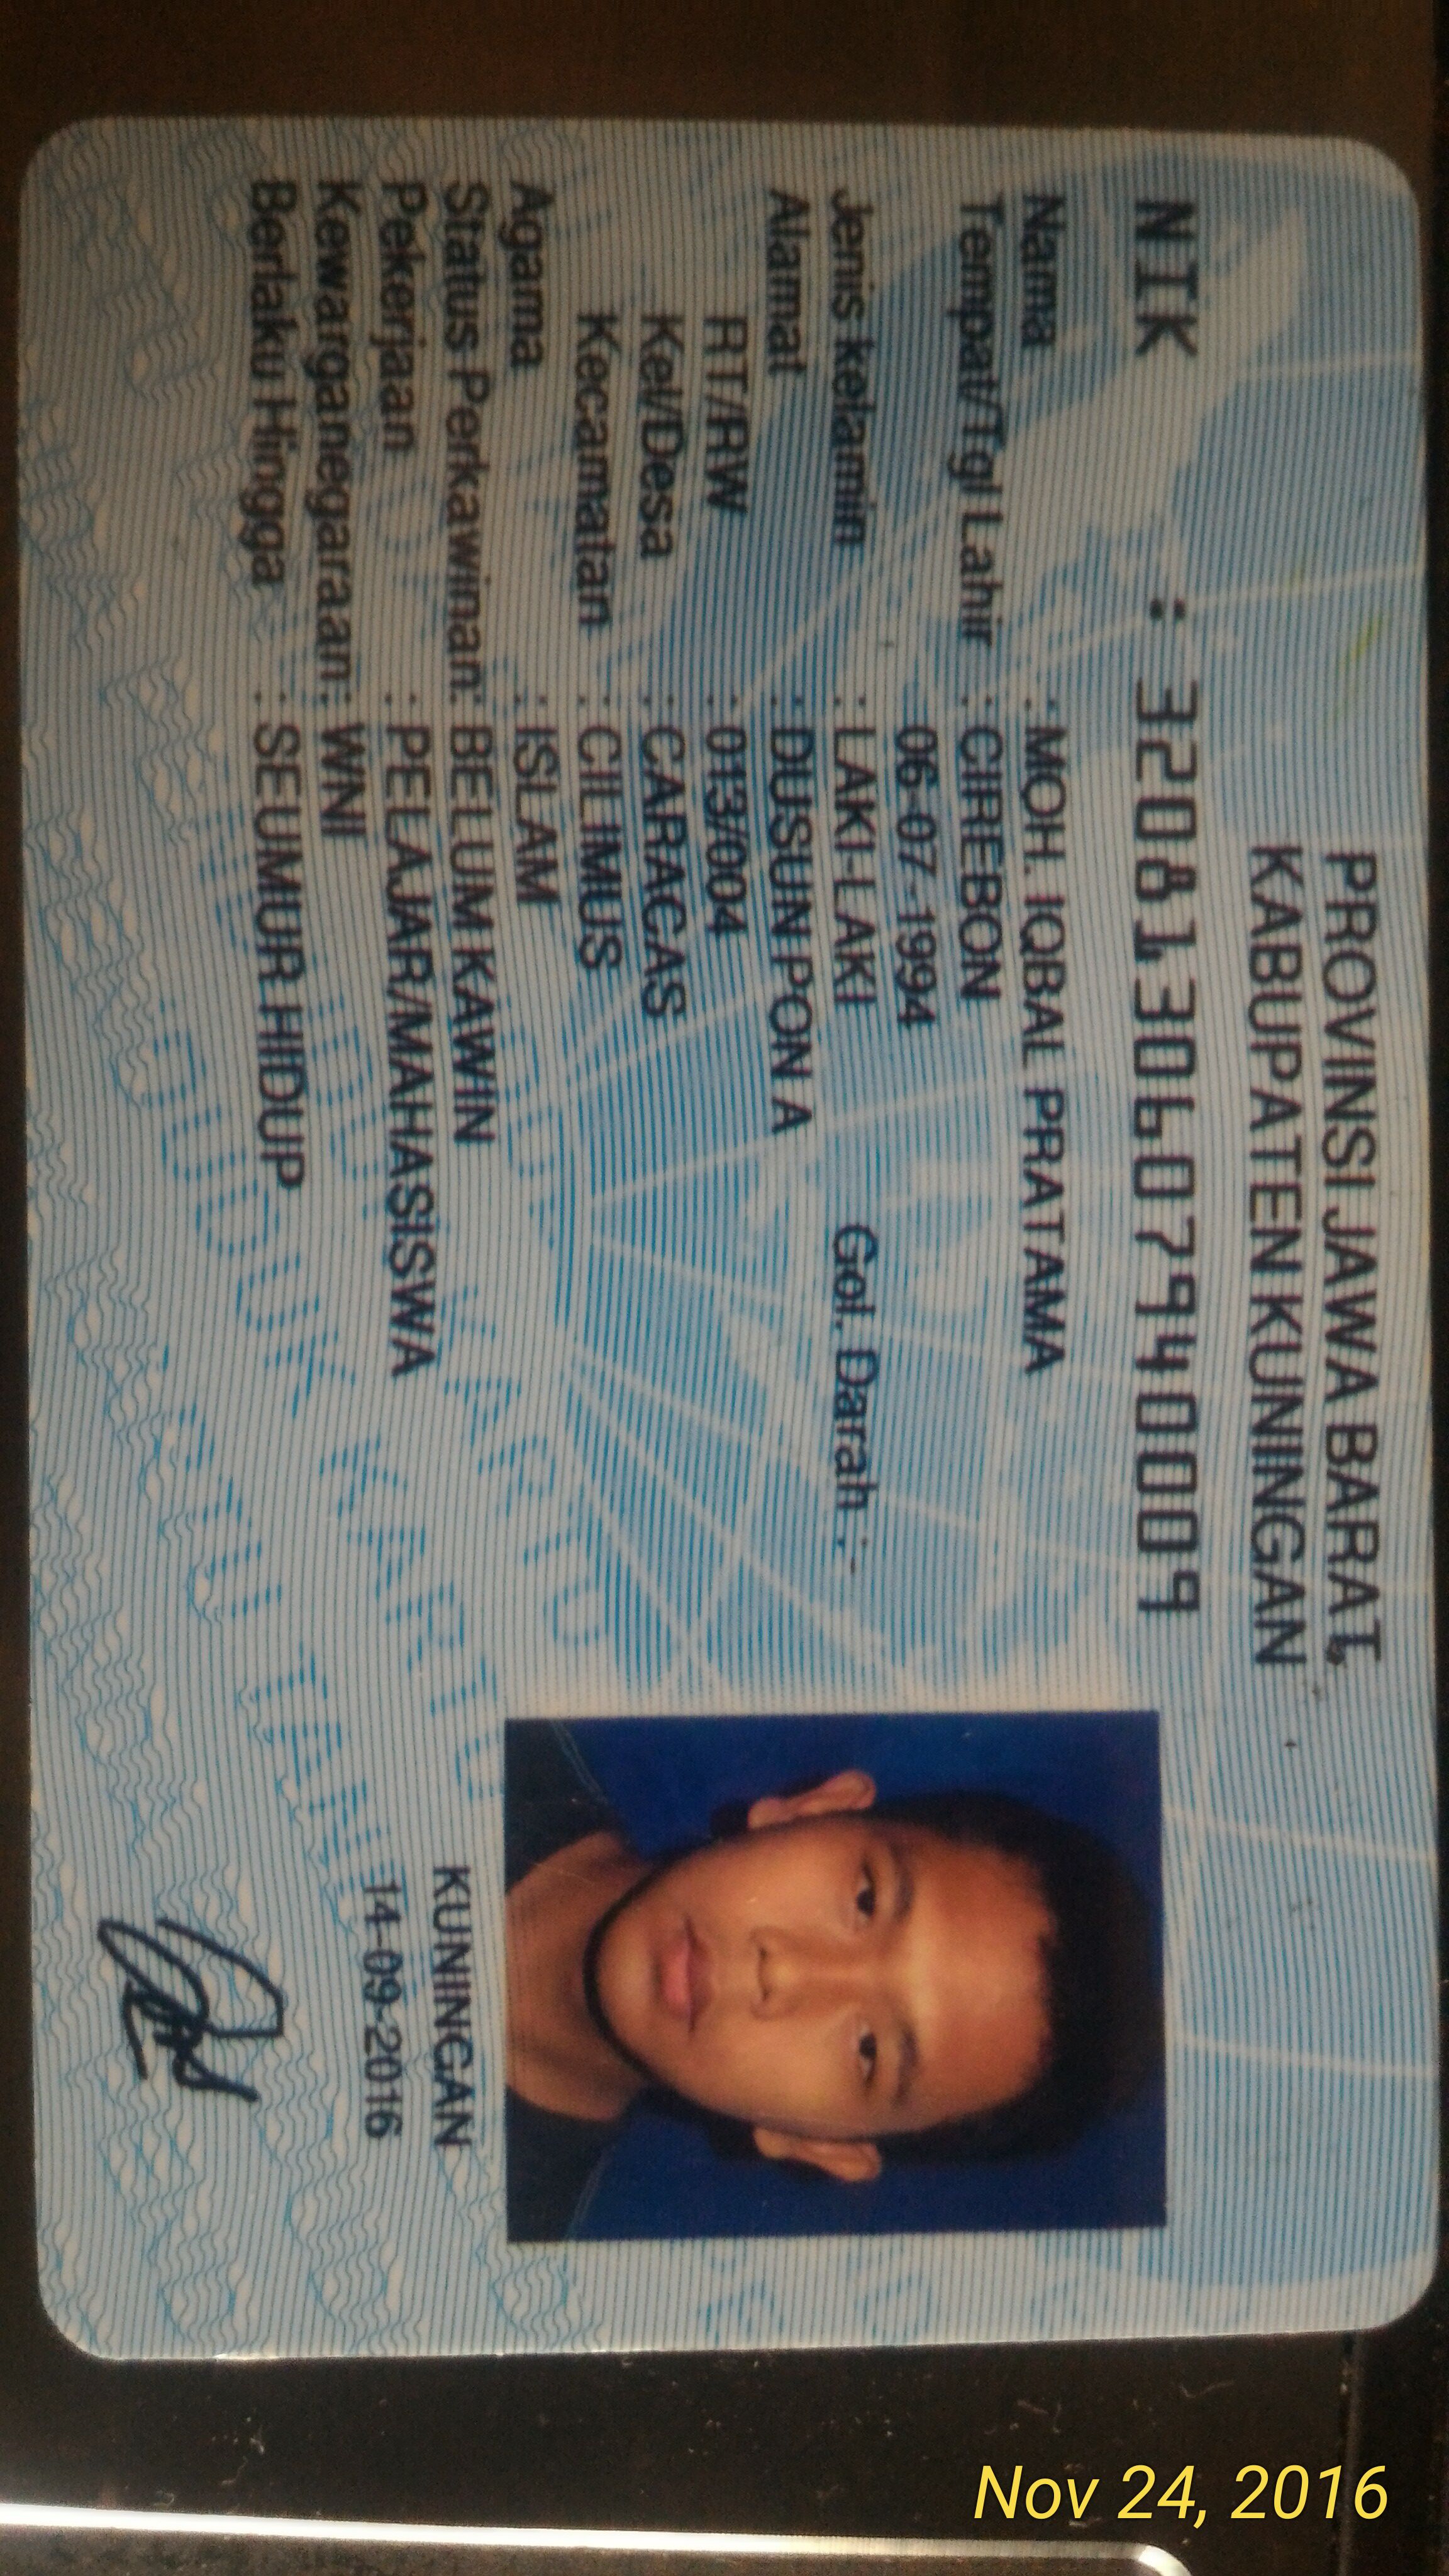 PROVINSI JAWA BARAT
KABUPATEN KUNINGAN
NIK : 3208130607940009
Nama : MOH. IQBAL PRATAMA
Tempat/Tgl Lahir : CIREBON
06-07-1994
Jenis kelamin : LAKI-LAKI Gol. Darah : -
Alamat : DUSUN PON A
RT/RW : 013/004
Kel/Desa : CARACAS
Kecamatan : CILIMUS
Agama : ISLAM
Status Perkawinan: BELUM KAWIN
Pekerjaan : PELAJAR/MAHASISWA
Kewarganegaraan: WNI
Berlaku Hingga : SEUMUR HIDUP
KUNINGAN
14-09-2016
Nov 24, 2016